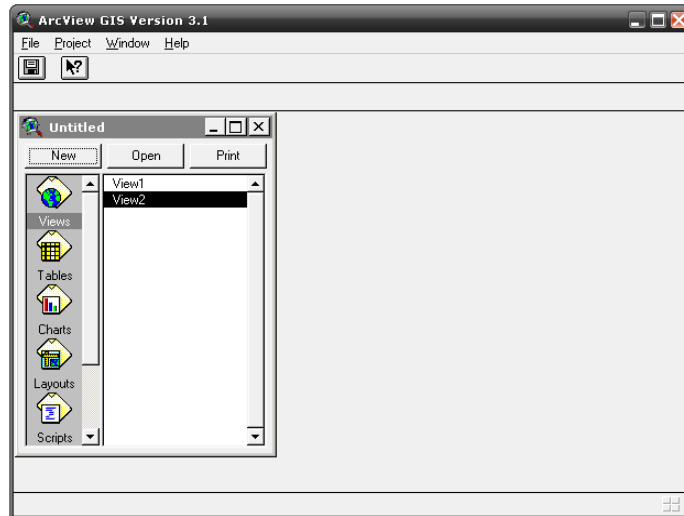 ArcView GIS Version 3.1
File Project Window Help
Untitled
New Open Print
View1
View2
Views
Tables
Charts
Layouts
Scripts